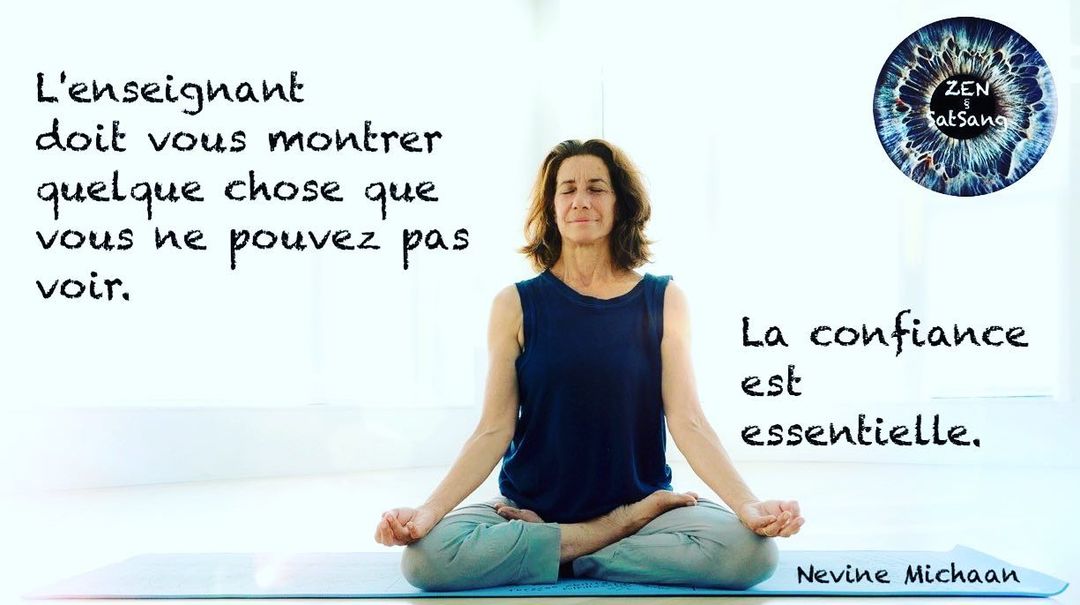 L'enseignant
doit vous montrer
quelque chose que
vous ne pouvez pas
voir.
ZEN
§
SatSang
La confiance
est
essentielle.
Nevine Michaan